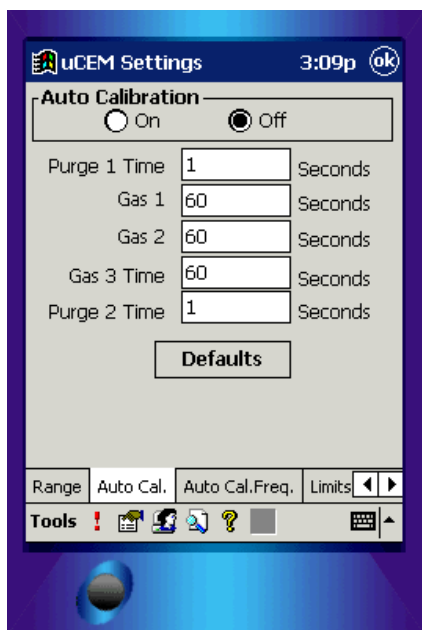 uCEM Settings 3:09p ok
Auto Calibration
On Off
Purge 1 Time 1 Seconds
Gas 1 60 Seconds
Gas 2 60 Seconds
Gas 3 Time 60 Seconds
Purge 2 Time 1 Seconds
Defaults
Range Auto Cal. Auto Cal.Freq. Limits
Tools ! ?